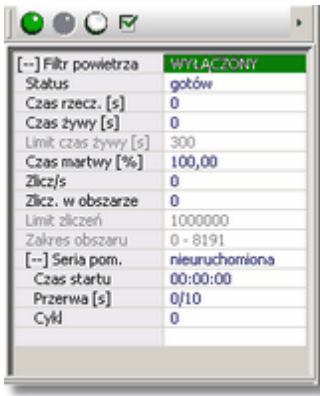 [--] Filtr powietrza WYŁĄCZONY
Status gotów
Czas rzecz. [s] 0
Czas żywy [s] 0
Limit czas żywy [s] 300
Czas martwy [%] 100,00
Zlicz/s 0
Zlicz. w obszarze 0
Limit zliczeń 1000000
Zakres obszaru 0 - 8191
[--] Seria pom. nieuruchomiona
Czas startu 00:00:00
Przerwa [s] 0/10
Cykl 0